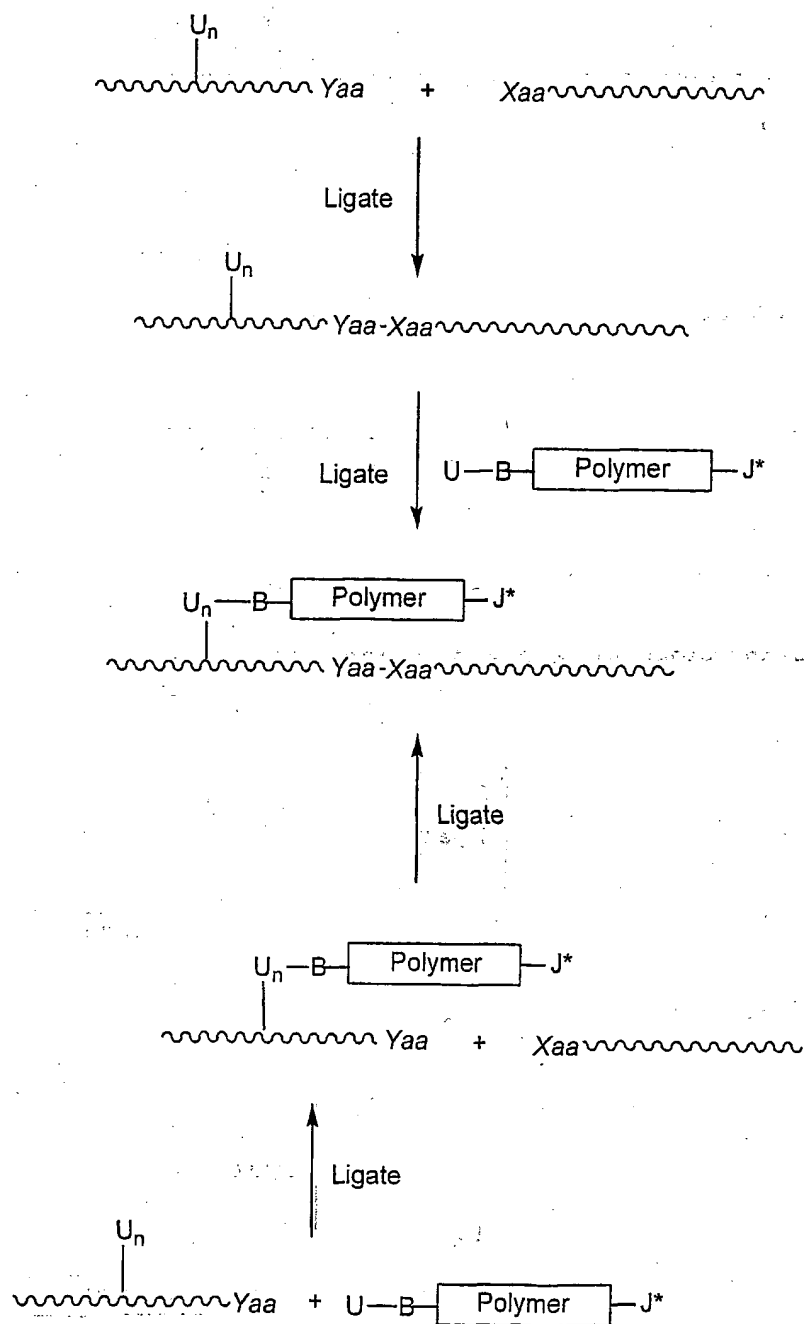 Uₙ
Yaa + Xaa
Ligate
Uₙ
Yaa-Xaa
Ligate U—B—Polymer—J*
Uₙ—B—Polymer—J*
Yaa-Xaa
Ligate
Uₙ—B—Polymer—J*
Yaa + Xaa
Ligate
Uₙ
Yaa + U—B—Polymer—J*